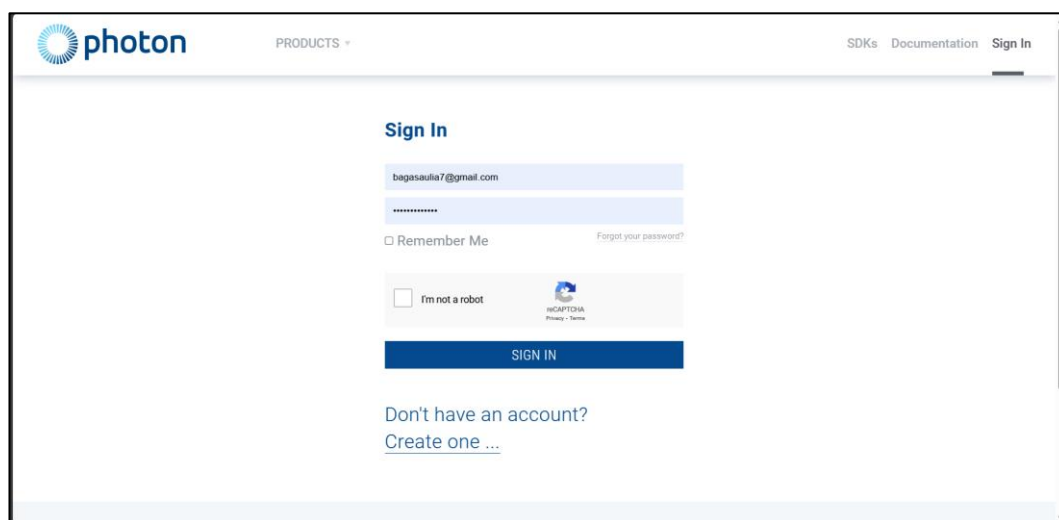 photon PRODUCTS SDKs Documentation Sign In
Sign In
bagasaulia7@gmail.com
•••••••••••••
Remember Me Forgot your password?
I'm not a robot
reCAPTCHA
Privacy - Terms
SIGN IN
Don't have an account?
Create one ...